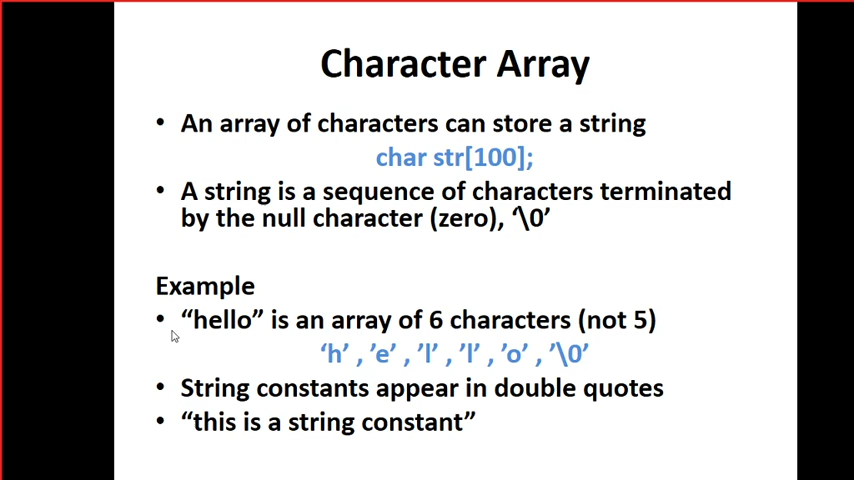 Character Array
• An array of characters can store a string
char str[100];
• A string is a sequence of characters terminated
by the null character (zero), ‘\0’
Example
• “hello” is an array of 6 characters (not 5)
‘h’ , ’e’ , ’l’ , ’l’ , ’o’ , ’\0’
• String constants appear in double quotes
• “this is a string constant”